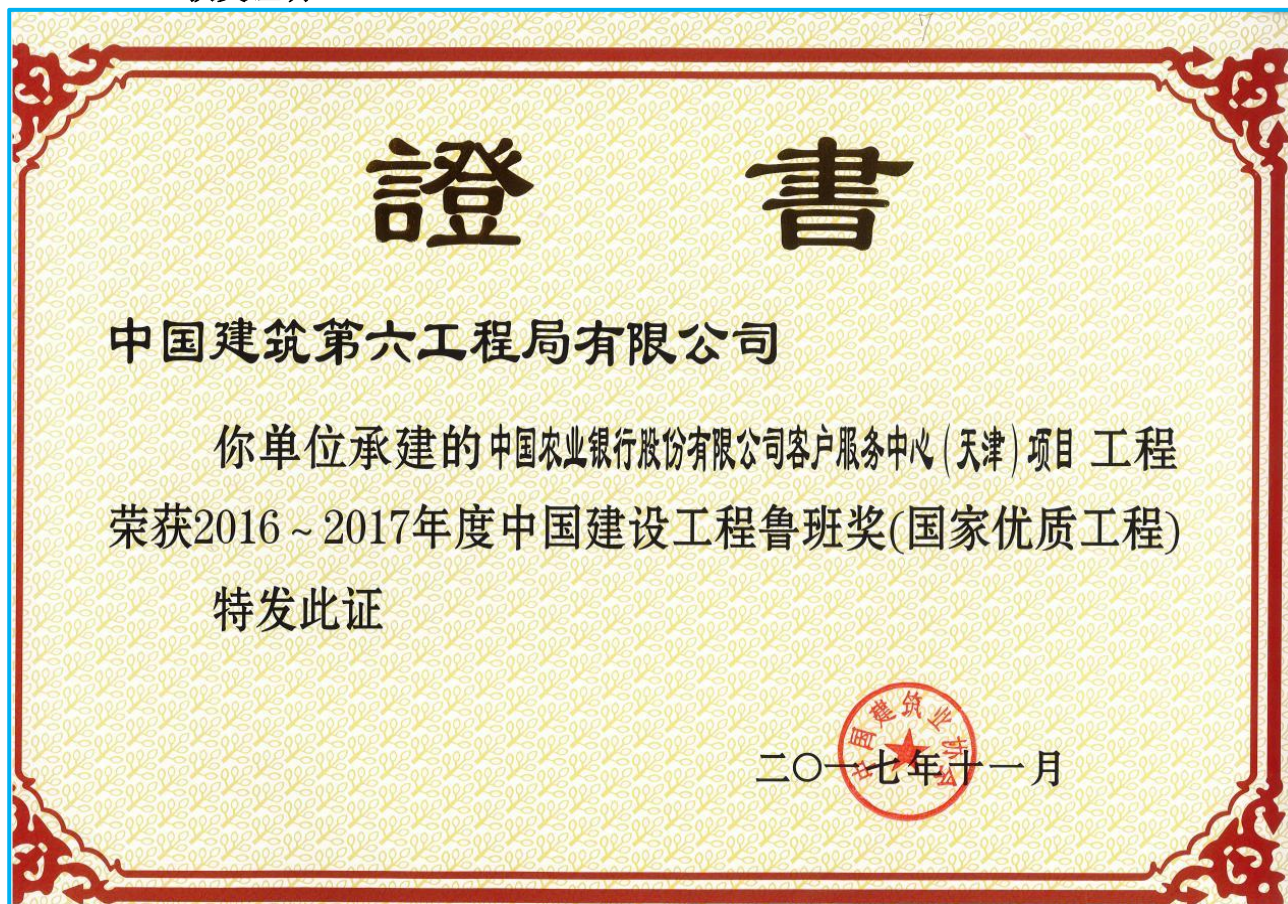 證 書
中国建筑第六工程局有限公司
你单位承建的中国农业银行股份有限公司客户服务中心(天津)项目 工程
荣获2016~2017年度中国建设工程鲁班奖(国家优质工程)
特发此证
中国建筑业协会
二〇一七年十一月